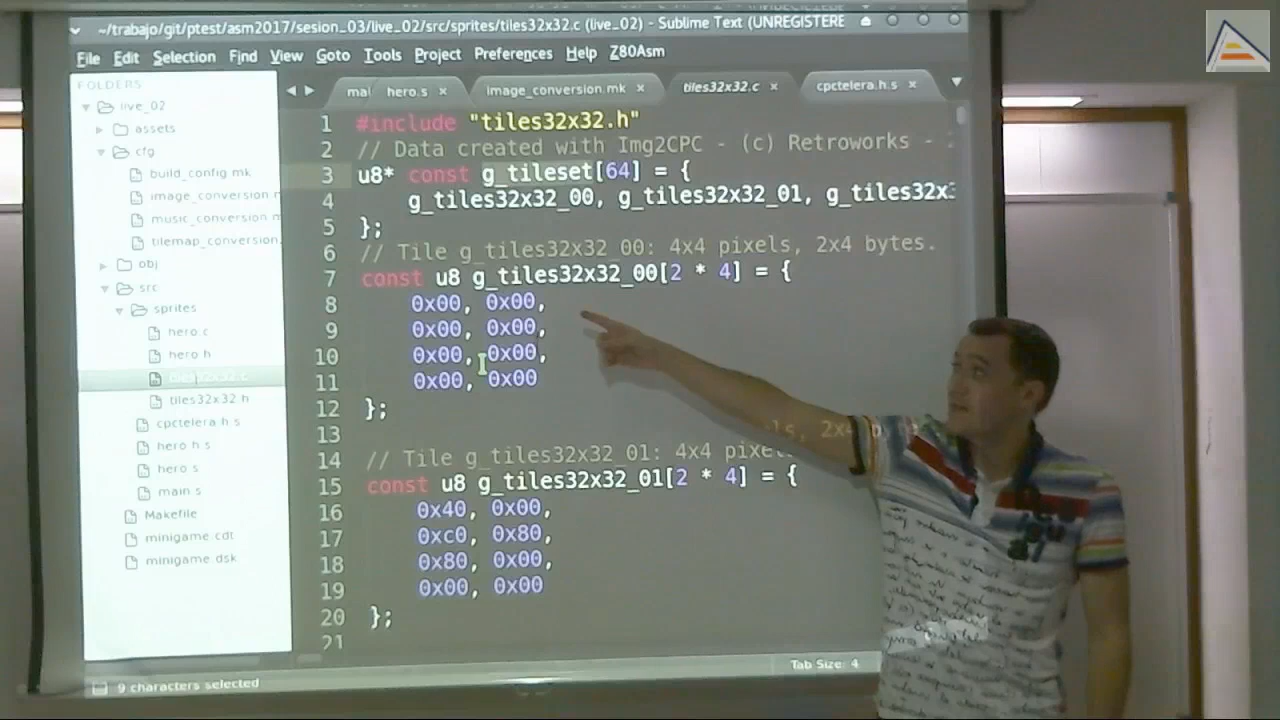 ~/trabajo/git/ptest/asm2017/sesion_03/live_02/src/sprites/tiles32x32.c (live_02) - Sublime Text (UNREGISTERE
File Edit Selection Find View Goto Tools Project Preferences Help Z80Asm
FOLDERS
live_02
assets
cfg
build_config.mk
image_conversion.m
music_conversion.m
tilemap_conversion.
obj
src
sprites
hero.c
hero.h
tiles32x32.c
tiles32x32.h
cpctelera.h.s
hero.h.s
hero.s
main.s
Makefile
minigame.cdt
minigame.dsk
mai hero.s × image_conversion.mk × tiles32x32.c × cpctelera.h.s ×
1 #include "tiles32x32.h"
2 // Data created with Img2CPC - (c) Retroworks -
3 u8* const g_tileset[64] = {
4 g_tiles32x32_00, g_tiles32x32_01, g_tiles32x3
5 };
6 // Tile g_tiles32x32_00: 4x4 pixels, 2x4 bytes.
7 const u8 g_tiles32x32_00[2 * 4] = {
8 0x00, 0x00,
9 0x00, 0x00,
10 0x00, 0x00,
11 0x00, 0x00
12 };
13
14 // Tile g_tiles32x32_01: 4x4 pixels, 2x4
15 const u8 g_tiles32x32_01[2 * 4] = {
16 0x40, 0x00,
17 0xc0, 0x80,
18 0x80, 0x00,
19 0x00, 0x00
20 };
21
9 characters selected
Tab Size: 4